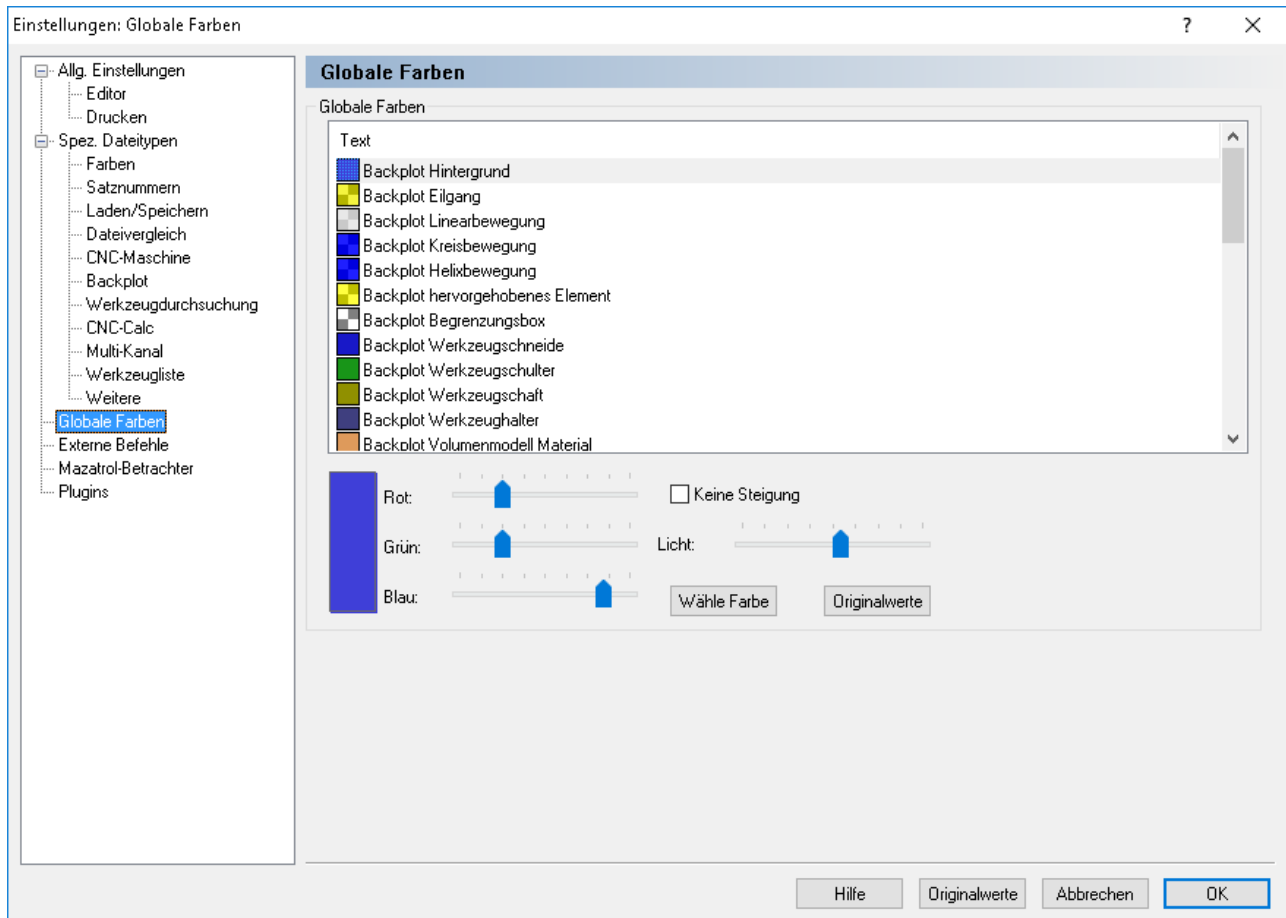 Einstellungen: Globale Farben
?
Allg. Einstellungen
Editor
Drucken
Spez. Dateitypen
Farben
Satznummern
Laden/Speichern
Dateivergleich
CNC-Maschine
Backplot
Werkzeugdurchsuchung
CNC-Calc
Multi-Kanal
Werkzeugliste
Weitere
Globale Farben
Externe Befehle
Mazatrol-Betrachter
Plugins
Globale Farben
Globale Farben
Text
Backplot Hintergrund
Backplot Eilgang
Backplot Linearbewegung
Backplot Kreisbewegung
Backplot Helixbewegung
Backplot hervorgehobenes Element
Backplot Begrenzungsbox
Backplot Werkzeugschneide
Backplot Werkzeugschulter
Backplot Werkzeugschaft
Backplot Werkzeughalter
Backplot Volumenmodell Material
Rot:
Keine Steigung
Grün:
Licht:
Blau:
Wähle Farbe
Originalwerte
Hilfe
Originalwerte
Abbrechen
OK